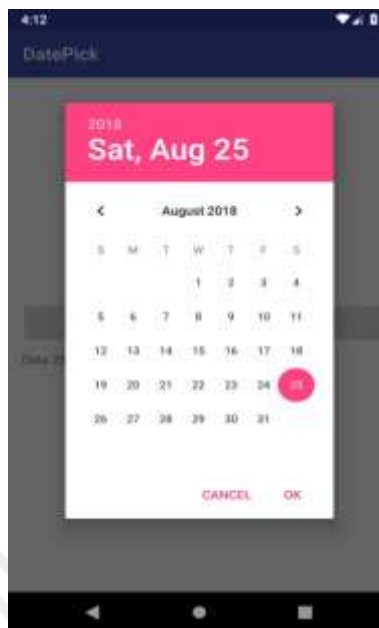 4:12
DatePick
2018
Sat, Aug 25
August 2018
S M T W T F S
1 2 3 4
5 6 7 8 9 10 11
12 13 14 15 16 17 18
19 20 21 22 23 24 25
26 27 28 29 30 31
CANCEL OK